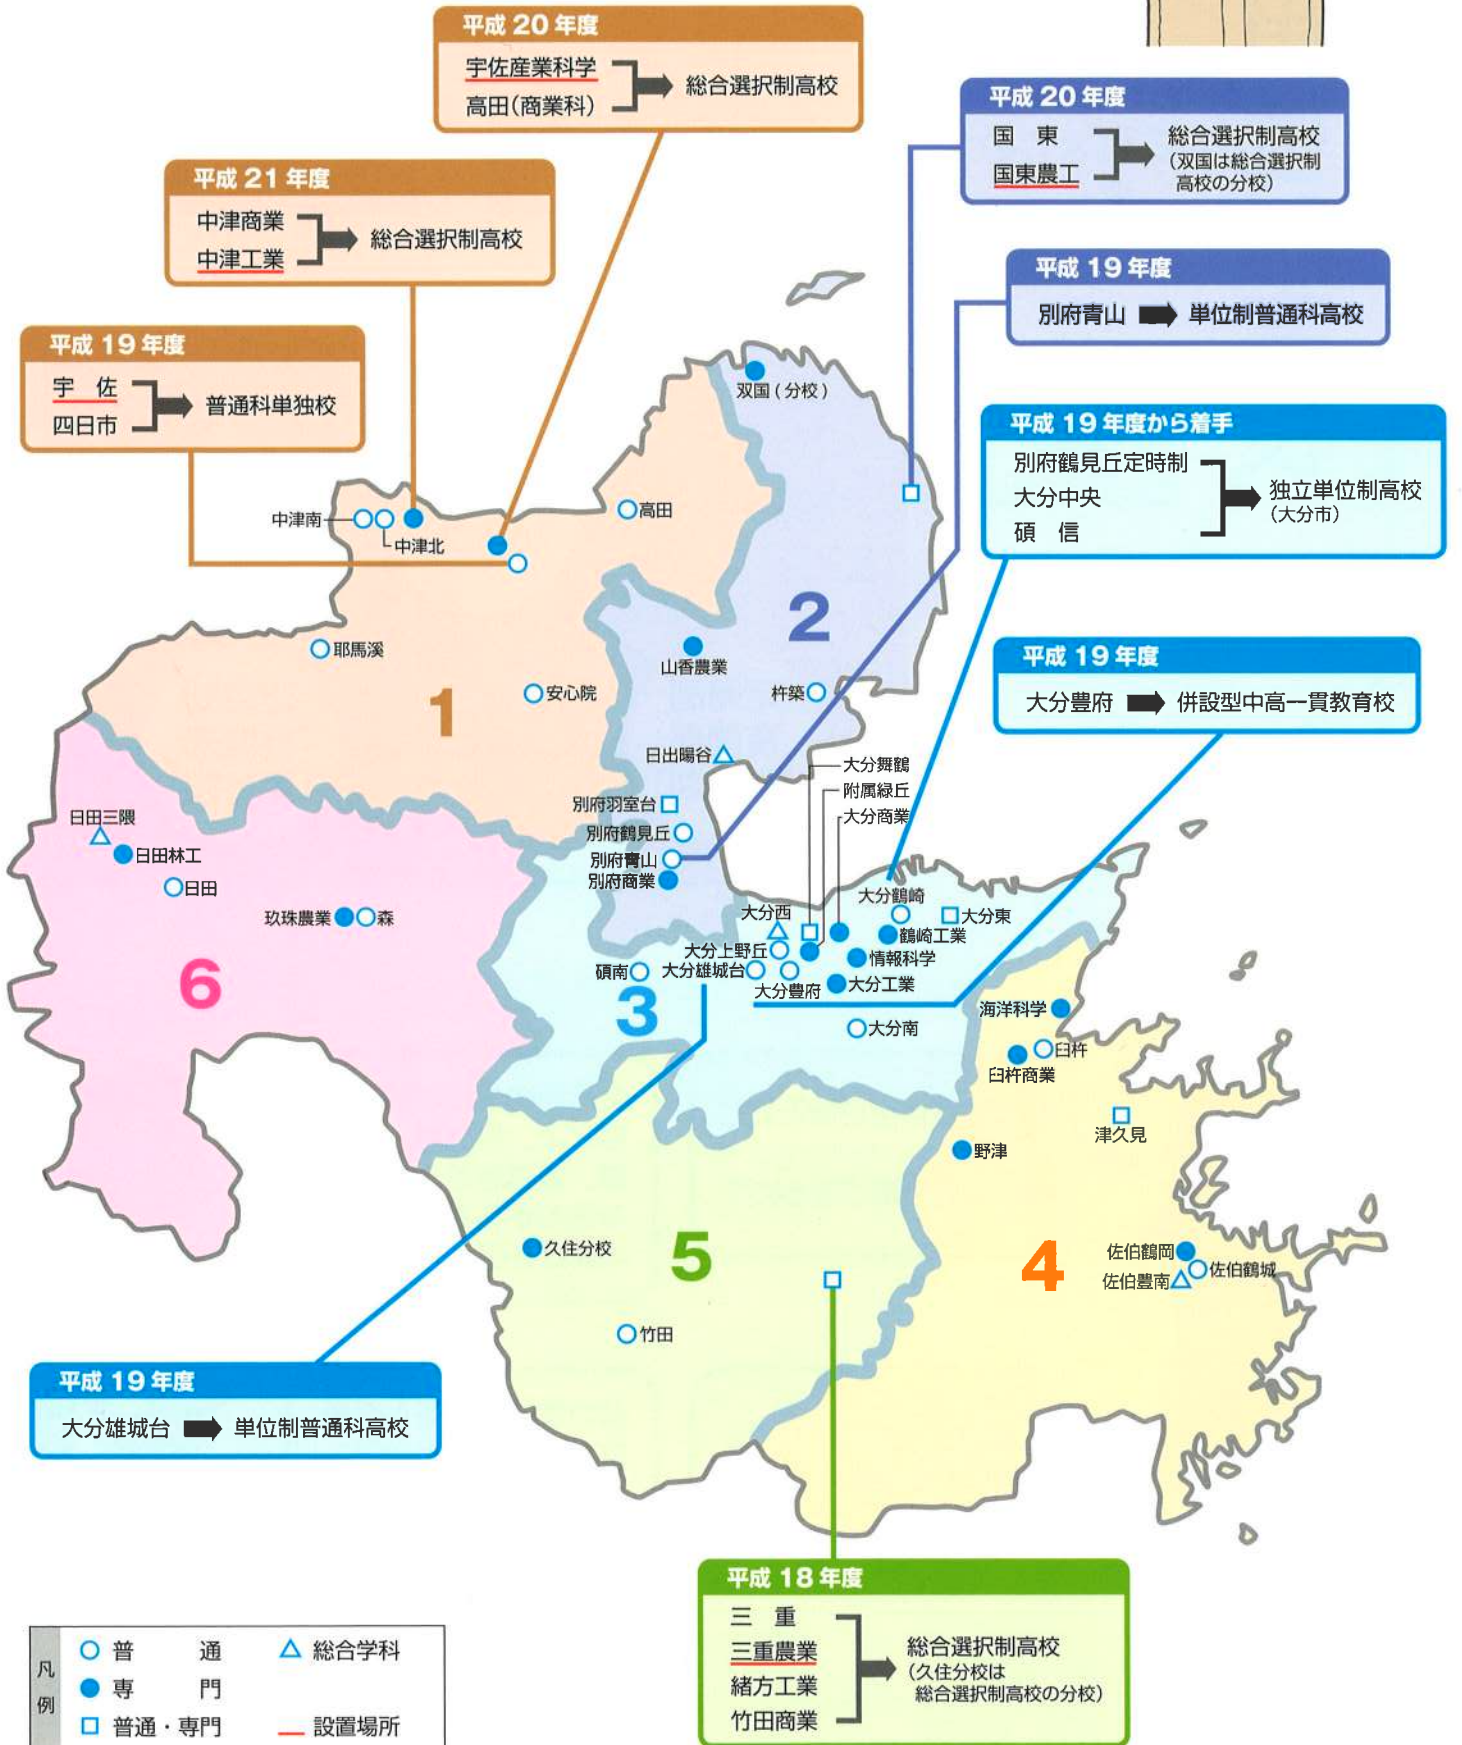 平成 20 年度
宇佐産業科学
高田(商業科)
総合選択制高校
平成 20 年度
国　東
国東農工
総合選択制高校
(双国は総合選択制
高校の分校)
平成 21 年度
中津商業
中津工業
総合選択制高校
平成 19 年度
別府青山
単位制普通科高校
平成 19 年度
宇　佐
四日市
普通科単独校
平成 19 年度から着手
別府鶴見丘定時制
大分中央
碩　信
独立単位制高校
(大分市)
平成 19 年度
大分豊府
併設型中高一貫教育校
双国(分校)
中津南
中津北
高田
耶馬溪
安心院
1
2
山香農業
杵築
日出暘谷
大分舞鶴
附属緑丘
大分商業
別府羽室台
別府鶴見丘
別府青山
別府商業
日田三隈
日田林工
日田
玖珠農業
森
6
大分西
大分鶴崎
大分東
鶴崎工業
大分上野丘
情報科学
碩南
大分雄城台
大分豊府
大分工業
3
大分南
海洋科学
臼杵
臼杵商業
津久見
野津
久住分校
5
竹田
4
佐伯鶴岡
佐伯鶴城
佐伯豊南
平成 19 年度
大分雄城台
単位制普通科高校
平成 18 年度
三　重
三重農業
緒方工業
竹田商業
総合選択制高校
(久住分校は
総合選択制高校の分校)
凡例
普　通
総合学科
専　門
普通・専門
設置場所